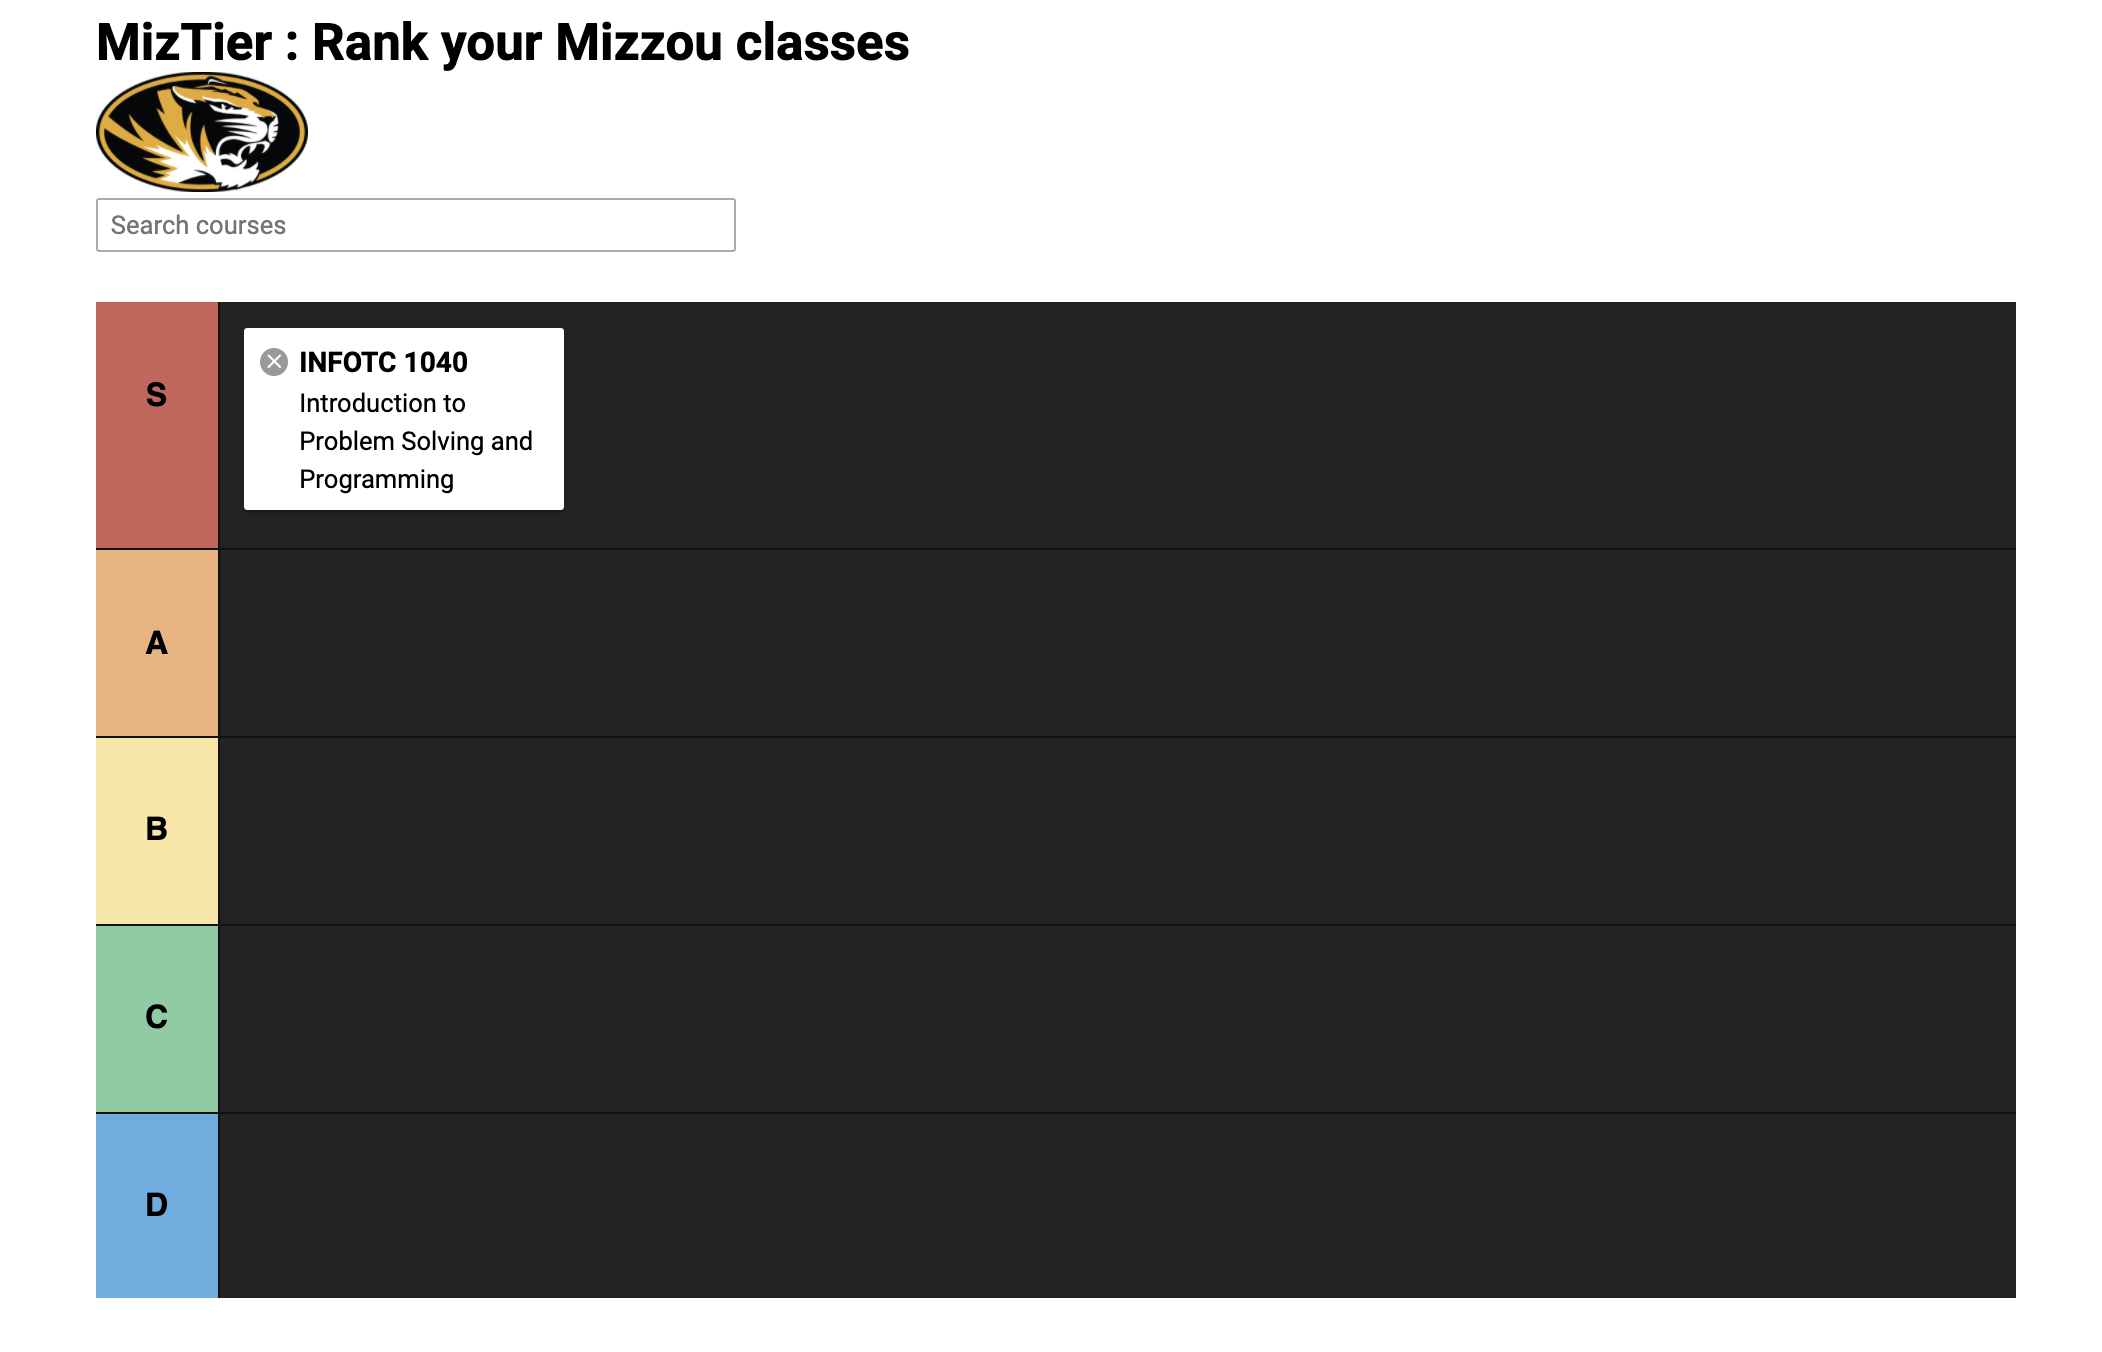 MizTier : Rank your Mizzou classes
Search courses
S
INFOTC 1040
Introduction to
Problem Solving and
Programming
A
B
C
D